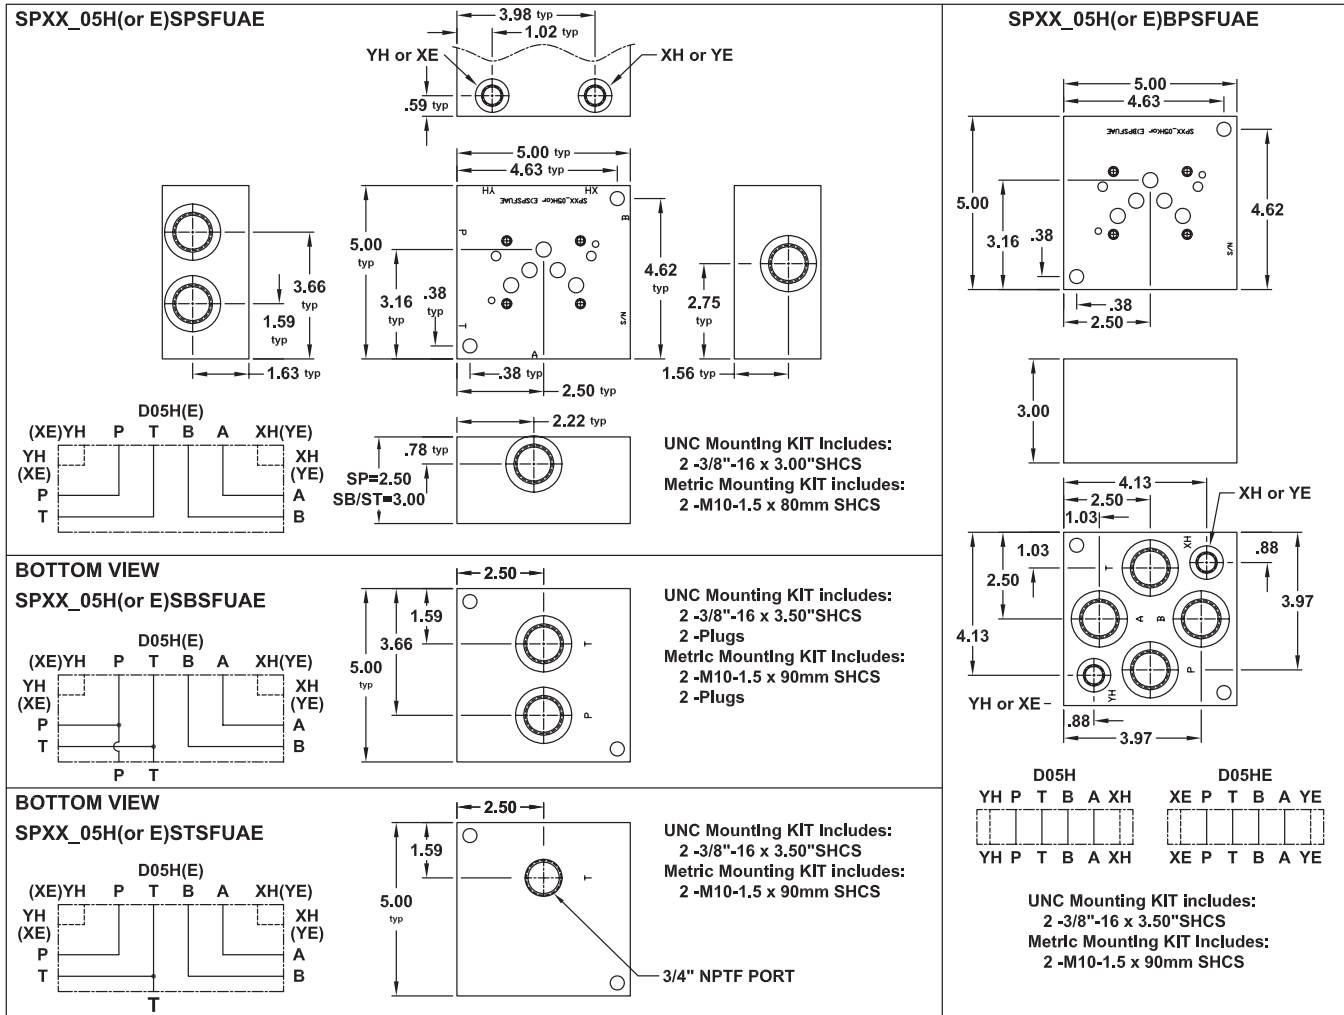 SPXX_05H(or E)SPSFUAE
3.98 typ
1.02 typ
YH or XE
XH or YE
.59 typ
5.00 typ
4.63 typ
YH
XH
SPXX_05H(or E)SPSFUAE
P
B
T
A
S/N
5.00 typ
3.16 typ
.38 typ
4.62 typ
3.66 typ
1.59 typ
1.63 typ
2.75 typ
1.56 typ
.38 typ
2.50 typ
2.22 typ
.78 typ
SP=2.50
SB/ST=3.00
D05H(E)
(XE)YH P T B A XH(YE)
YH
(XE)
XH
(YE)
P
A
T
B
UNC Mounting KIT includes:
2 -3/8"-16 x 3.00"SHCS
Metric Mounting KIT includes:
2 -M10-1.5 x 80mm SHCS
BOTTOM VIEW
SPXX_05H(or E)SBSFUAE
D05H(E)
(XE)YH P T B A XH(YE)
YH
(XE)
XH
(YE)
P
A
T
B
P T
2.50
1.59
3.66
5.00 typ
T
P
UNC Mounting KIT includes:
2 -3/8"-16 x 3.50"SHCS
2 -Plugs
Metric Mounting KIT Includes:
2 -M10-1.5 x 90mm SHCS
2 -Plugs
BOTTOM VIEW
SPXX_05H(or E)STSFUAE
D05H(E)
(XE)YH P T B A XH(YE)
YH
(XE)
XH
(YE)
P
A
T
B
T
2.50
1.59
5.00 typ
T
3/4" NPTF PORT
UNC Mounting KIT Includes:
2 -3/8"-16 x 3.50"SHCS
Metric Mounting KIT Includes:
2 -M10-1.5 x 90mm SHCS
SPXX_05H(or E)BPSFUAE
5.00
4.63
SPXX_05H(or E)BPSFUAE
5.00
3.16
.38
4.62
S/N
.38
2.50
3.00
4.13
2.50
1.03
XH or YE
XH
1.03
2.50
4.13
.88
3.97
T
A
B
P
YH
YH or XE
.88
3.97
D05H
YH P T B A XH
YH P T B A XH
D05HE
XE P T B A YE
XE P T B A YE
UNC Mounting KIT includes:
2 -3/8"-16 x 3.50"SHCS
Metric Mounting KIT Includes:
2 -M10-1.5 x 90mm SHCS